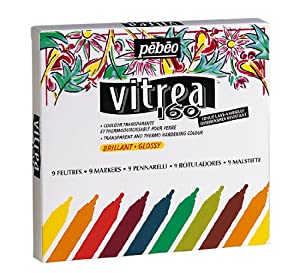 pébéo
vitrea
160
• COULEUR TRANSPARENTE
ET THERMODURCISSABLE POUR VERRE
• TRANSPARENT AND THERMO HARDENING COLOUR
BRILLANT • GLOSSY
9 FEUTRES • 9 MARKERS • 9 PENNARELLI • 9 ROTULADORES • 9 MALSTIFTE
vitrea
160